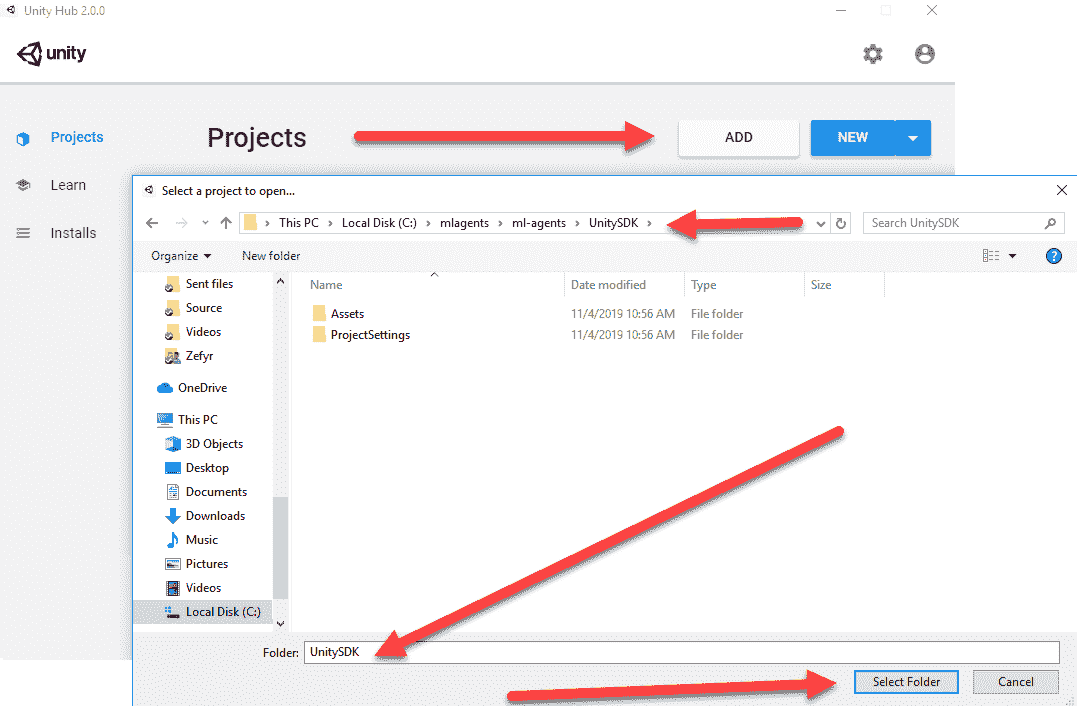 Unity Hub 2.0.0
unity
Projects
Projects
ADD
NEW
Learn
Installs
Select a project to open...
This PC › Local Disk (C:) › mlagents › ml-agents › UnitySDK ›
Search UnitySDK
Organize
New folder
?
Name
Date modified
Type
Size
Sent files
Source
Videos
Zefyr
OneDrive
This PC
3D Objects
Desktop
Documents
Downloads
Music
Pictures
Videos
Local Disk (C:)
Assets
11/4/2019 10:56 AM
File folder
ProjectSettings
11/4/2019 10:56 AM
File folder
Folder:
UnitySDK
Select Folder
Cancel